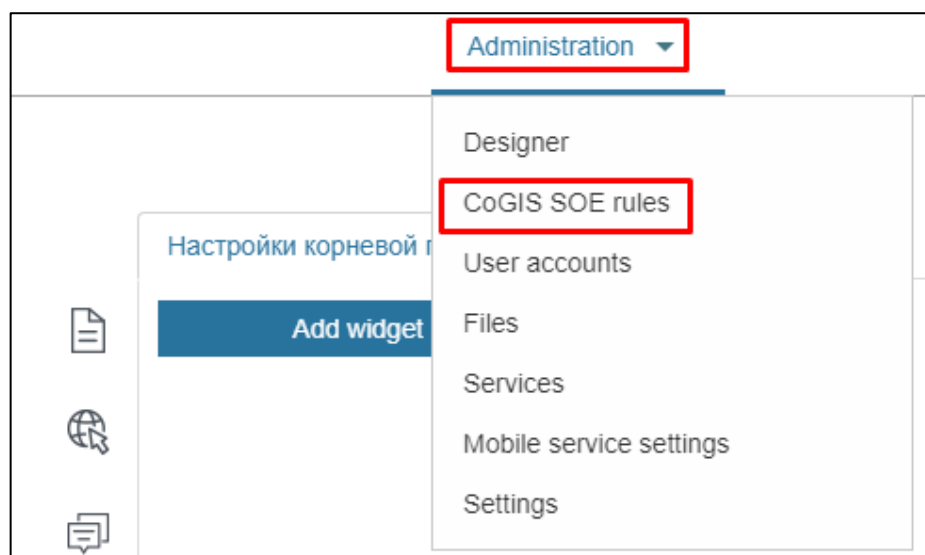 Administration
Designer
CoGIS SOE rules
Настройки корневой
User accounts
Add widget
Files
Services
Mobile service settings
Settings